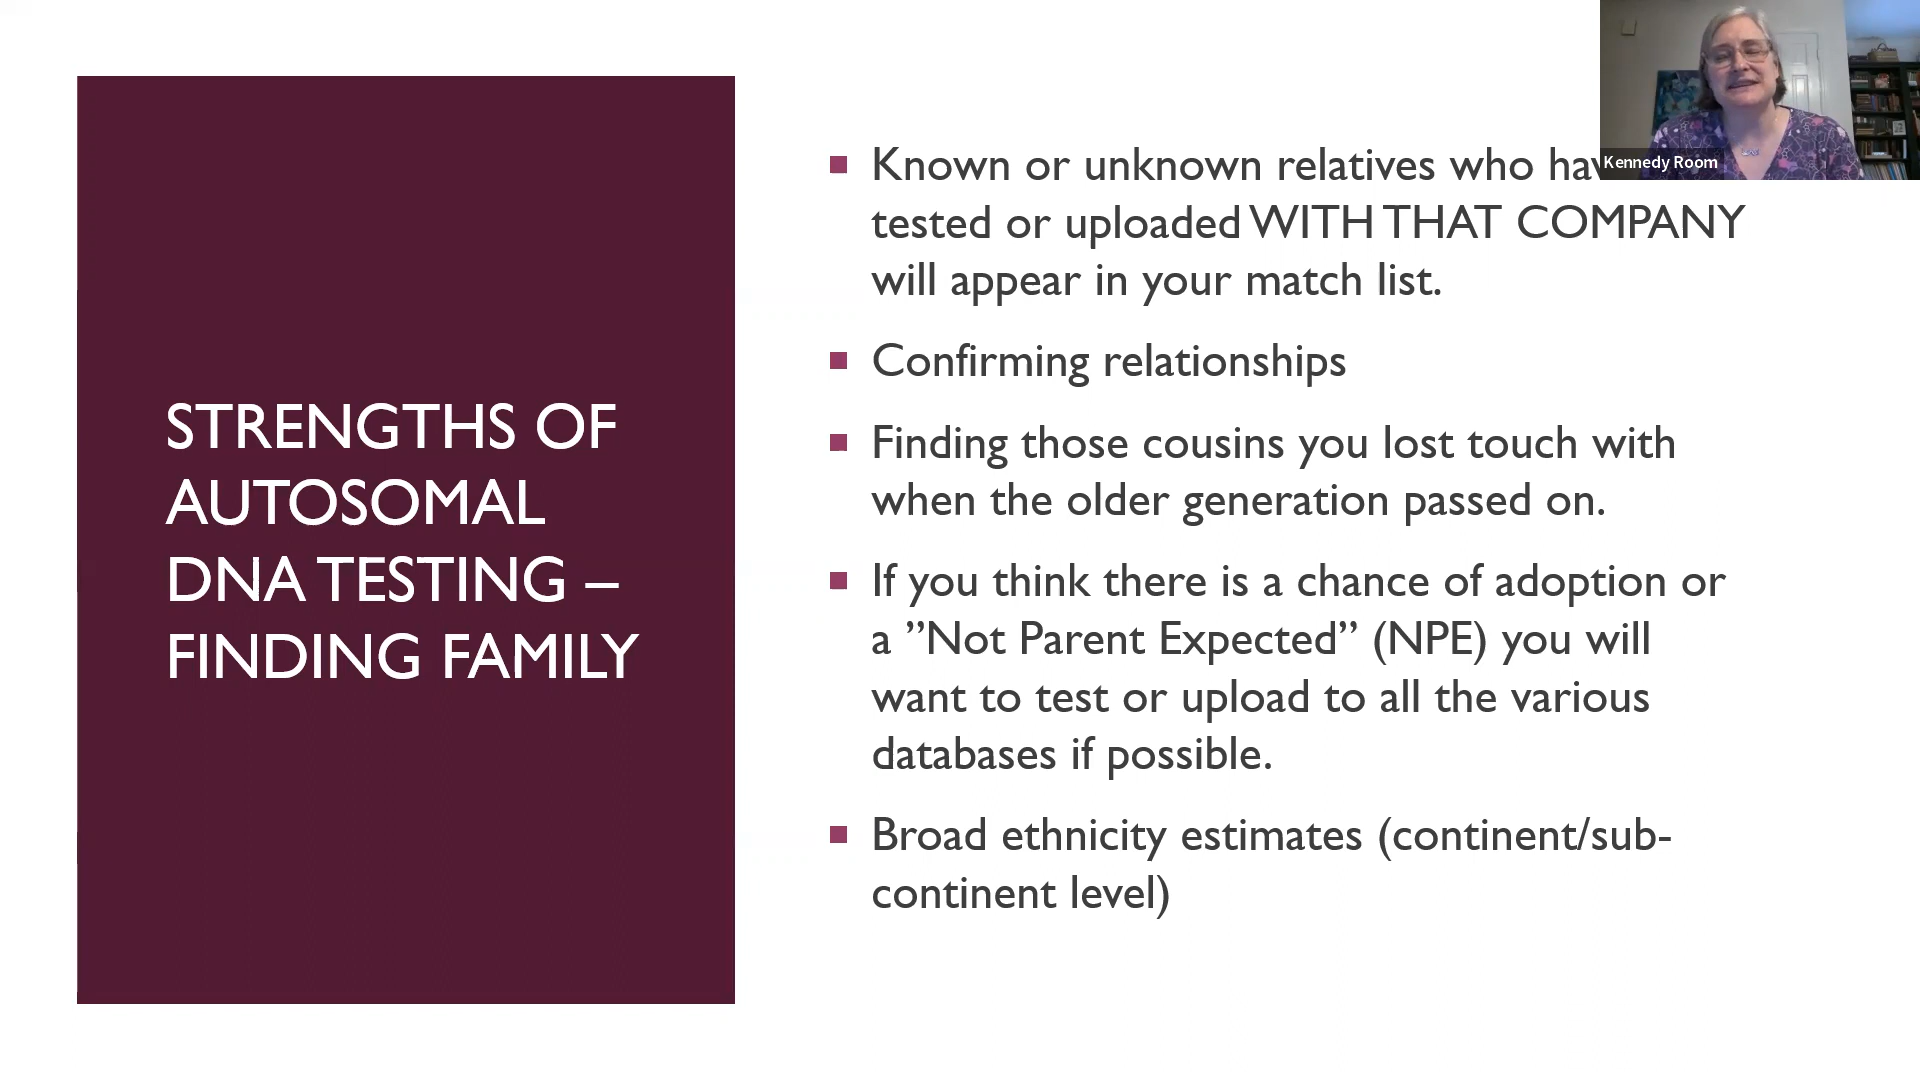 STRENGTHS OF
AUTOSOMAL
DNA TESTING –
FINDING FAMILY
Known or unknown relatives who
tested or uploaded WITH THAT COMPANY
will appear in your match list.
Confirming relationships
Finding those cousins you lost touch with
when the older generation passed on.
If you think there is a chance of adoption or
a ”Not Parent Expected” (NPE) you will
want to test or upload to all the various
databases if possible.
Broad ethnicity estimates (continent/sub-
continent level)
Kennedy Room